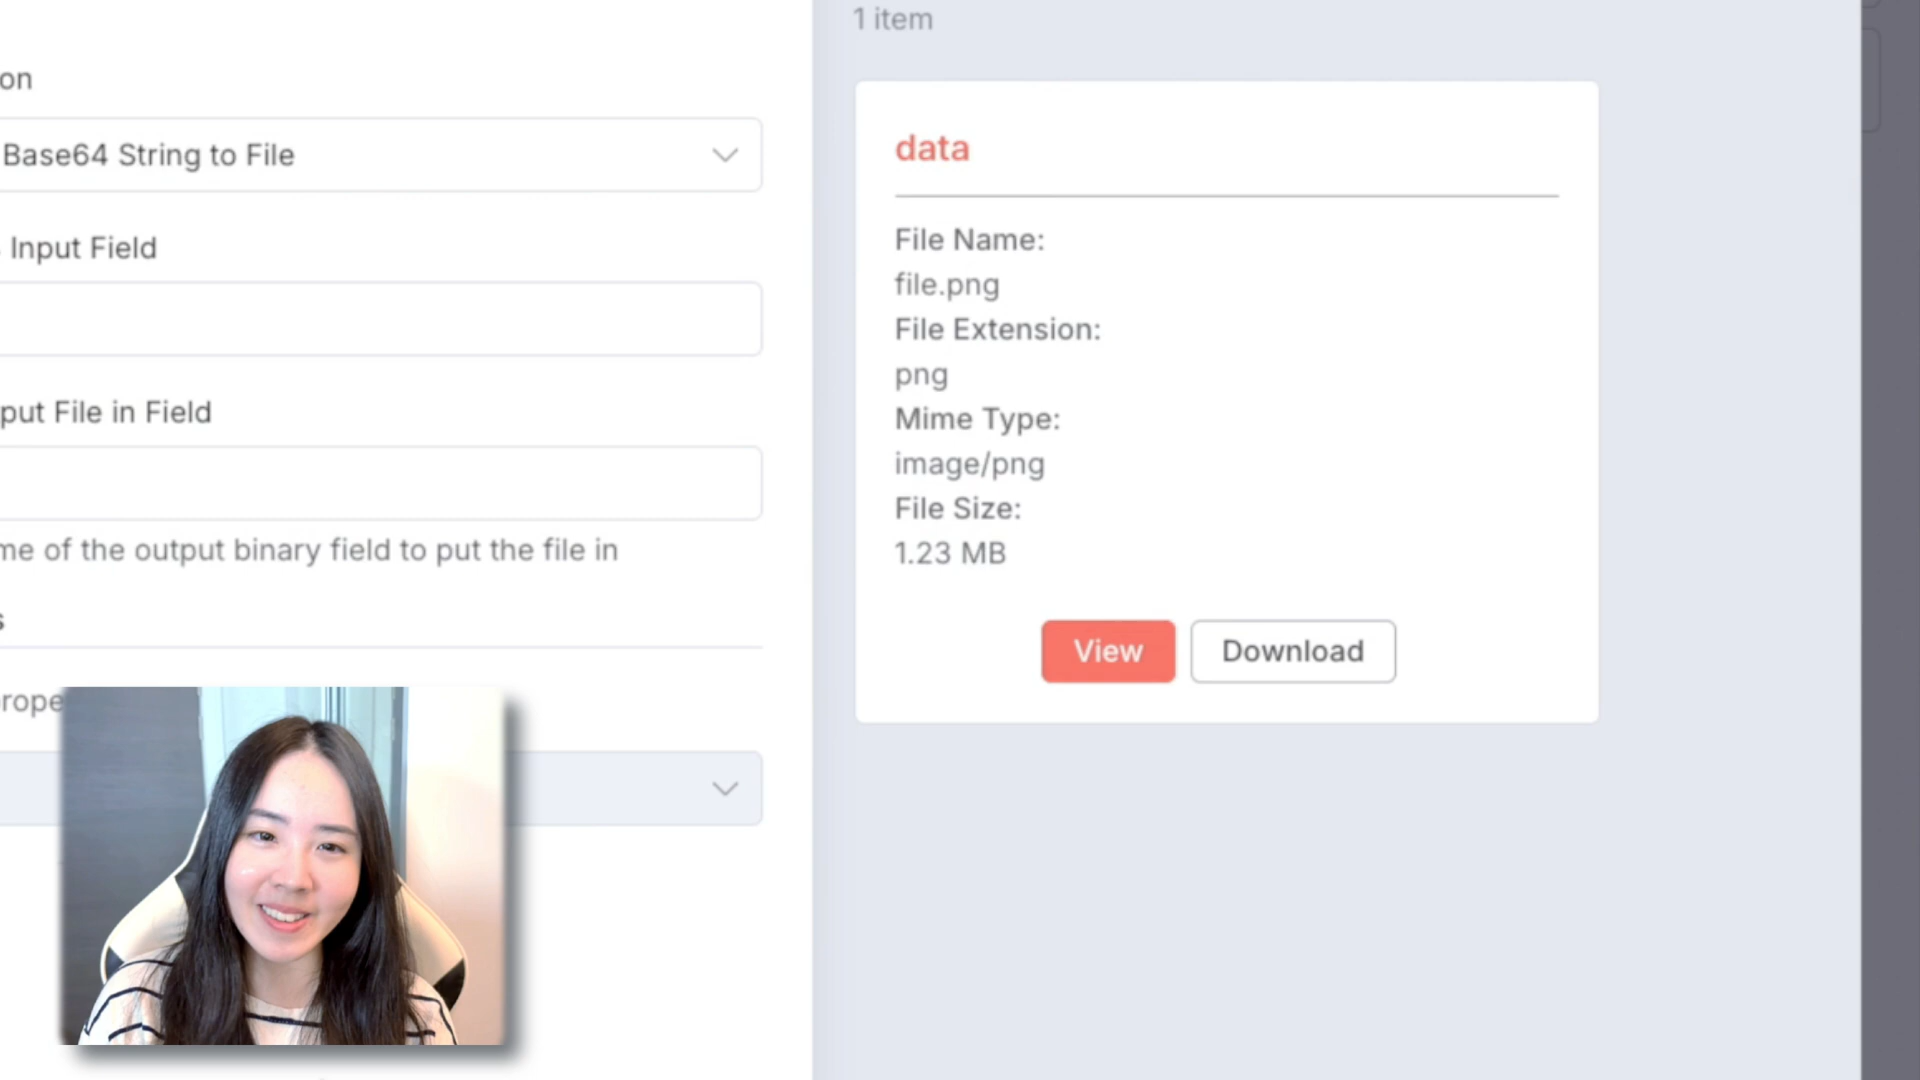 on
Base64 String to File
Input Field
put File in Field
me of the output binary field to put the file in
s
rope
1 item
data
File Name:
file.png
File Extension:
png
Mime Type:
image/png
File Size:
1.23 MB
View
Download